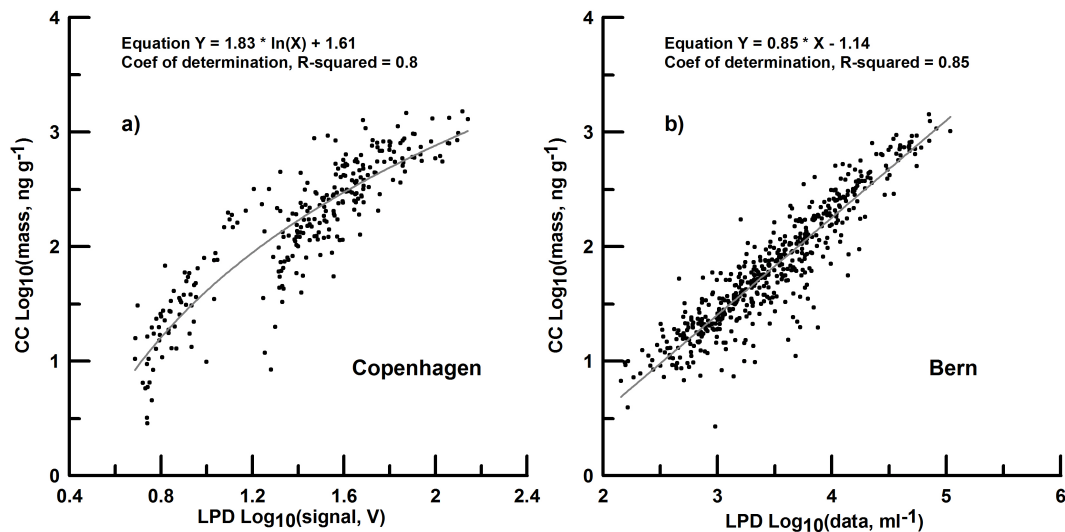 Equation Y = 1.83 * ln(X) + 1.61
Coef of determination, R-squared = 0.8
a)
Copenhagen
CC Log10(mass, ng g-1)
4
3
2
1
0
0.4 0.8 1.2 1.6 2 2.4
LPD Log10(signal, V)
Equation Y = 0.85 * X - 1.14
Coef of determination, R-squared = 0.85
b)
Bern
CC Log10(mass, ng g-1)
4
3
2
1
0
2 3 4 5 6
LPD Log10(data, ml-1)